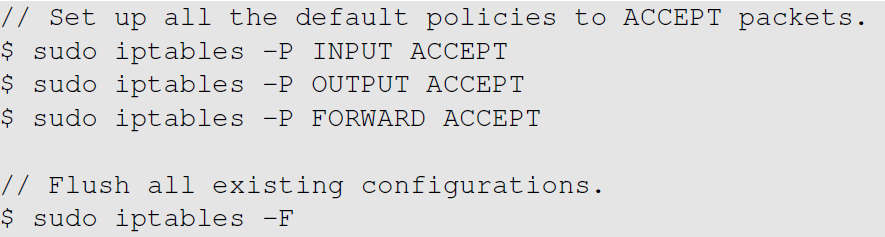 // Set up all the default policies to ACCEPT packets.
$ sudo iptables -P INPUT ACCEPT
$ sudo iptables -P OUTPUT ACCEPT
$ sudo iptables -P FORWARD ACCEPT
// Flush all existing configurations.
$ sudo iptables -F